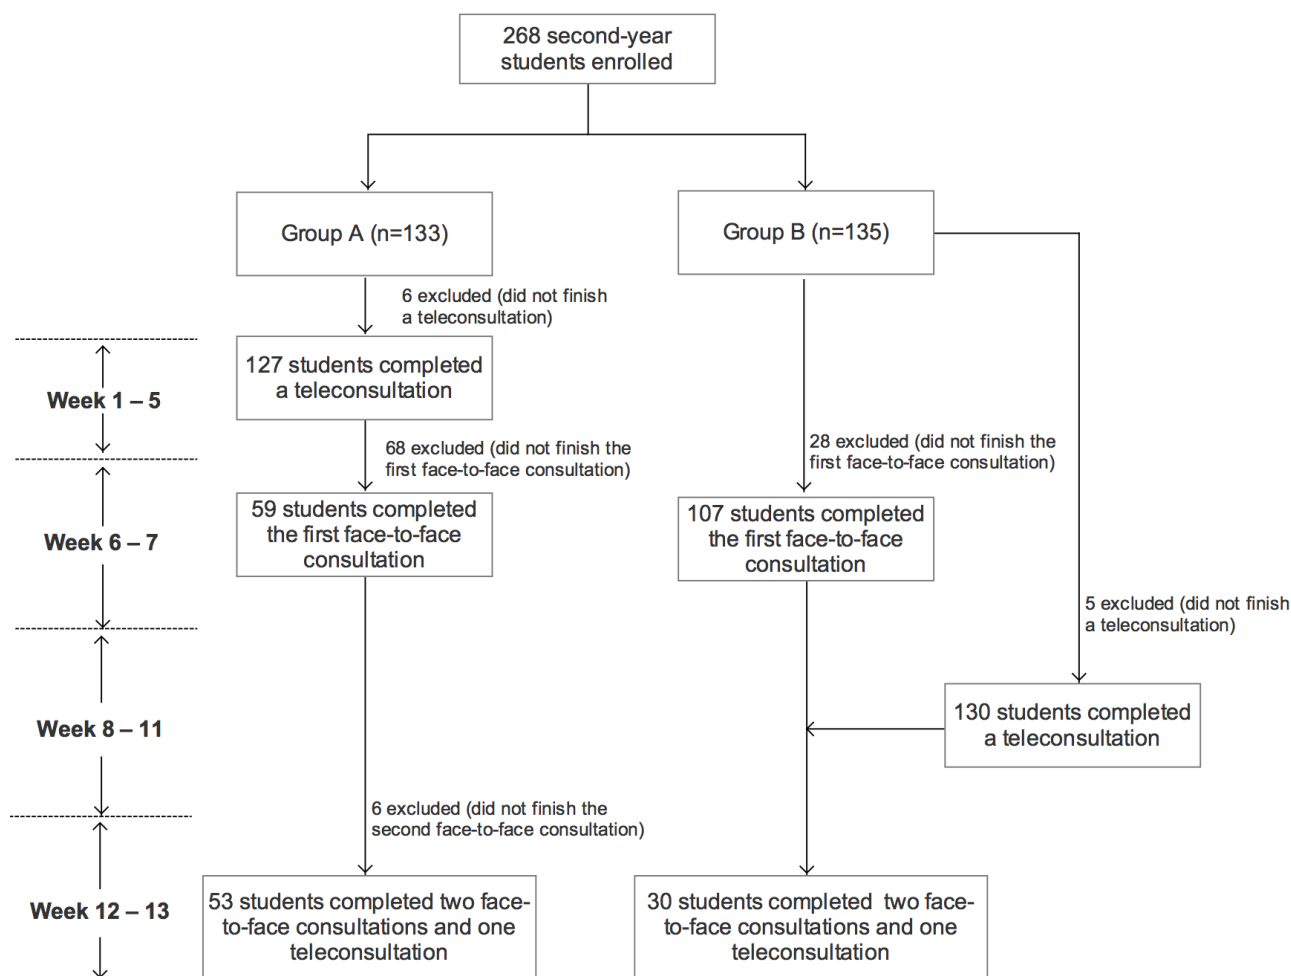 268 second-year
students enrolled
Group A (n=133)
Group B (n=135)
6 excluded (did not finish
a teleconsultation)
127 students completed
a teleconsultation
Week 1 – 5
68 excluded (did not finish the
first face-to-face consultation)
28 excluded (did not finish the
first face-to-face consultation)
59 students completed
the first face-to-face
consultation
107 students completed
the first face-to-face
consultation
Week 6 – 7
5 excluded (did not finish
a teleconsultation)
130 students completed
a teleconsultation
Week 8 – 11
6 excluded (did not finish the
second face-to-face consultation)
53 students completed two face-
to-face consultations and one
teleconsultation
30 students completed  two face-
to-face consultations and one
teleconsultation
Week 12 – 13